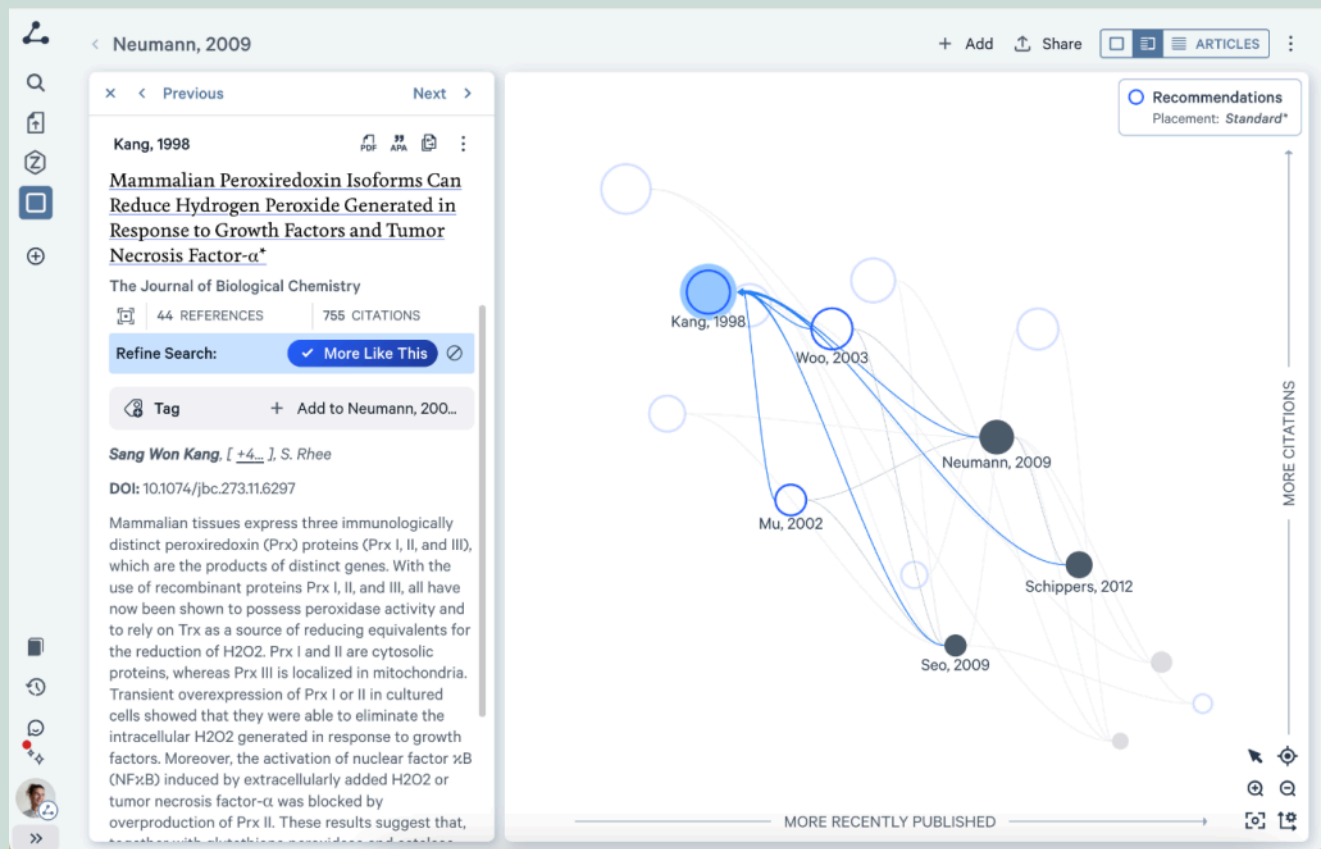 Neumann, 2009
Add
Share
ARTICLES
Previous
Next
Kang, 1998
PDF
APA
Mammalian Peroxiredoxin Isoforms Can
Reduce Hydrogen Peroxide Generated in
Response to Growth Factors and Tumor
Necrosis Factor-α*
The Journal of Biological Chemistry
44 REFERENCES
755 CITATIONS
Refine Search:
More Like This
Tag
+ Add to Neumann, 200...
Sang Won Kang, [ +4... ], S. Rhee
DOI: 10.1074/jbc.273.11.6297
Mammalian tissues express three immunologically
distinct peroxiredoxin (Prx) proteins (Prx I, II, and III),
which are the products of distinct genes. With the
use of recombinant proteins Prx I, II, and III, all have
now been shown to possess peroxidase activity and
to rely on Trx as a source of reducing equivalents for
the reduction of H2O2. Prx I and II are cytosolic
proteins, whereas Prx III is localized in mitochondria.
Transient overexpression of Prx I or II in cultured
cells showed that they were able to eliminate the
intracellular H2O2 generated in response to growth
factors. Moreover, the activation of nuclear factor ϰB
(NFϰB) induced by extracellularly added H2O2 or
tumor necrosis factor-α was blocked by
overproduction of Prx II. These results suggest that,
Recommendations
Placement: Standard*
Kang, 1998
Woo, 2003
Neumann, 2009
Mu, 2002
Schippers, 2012
Seo, 2009
MORE CITATIONS
MORE RECENTLY PUBLISHED